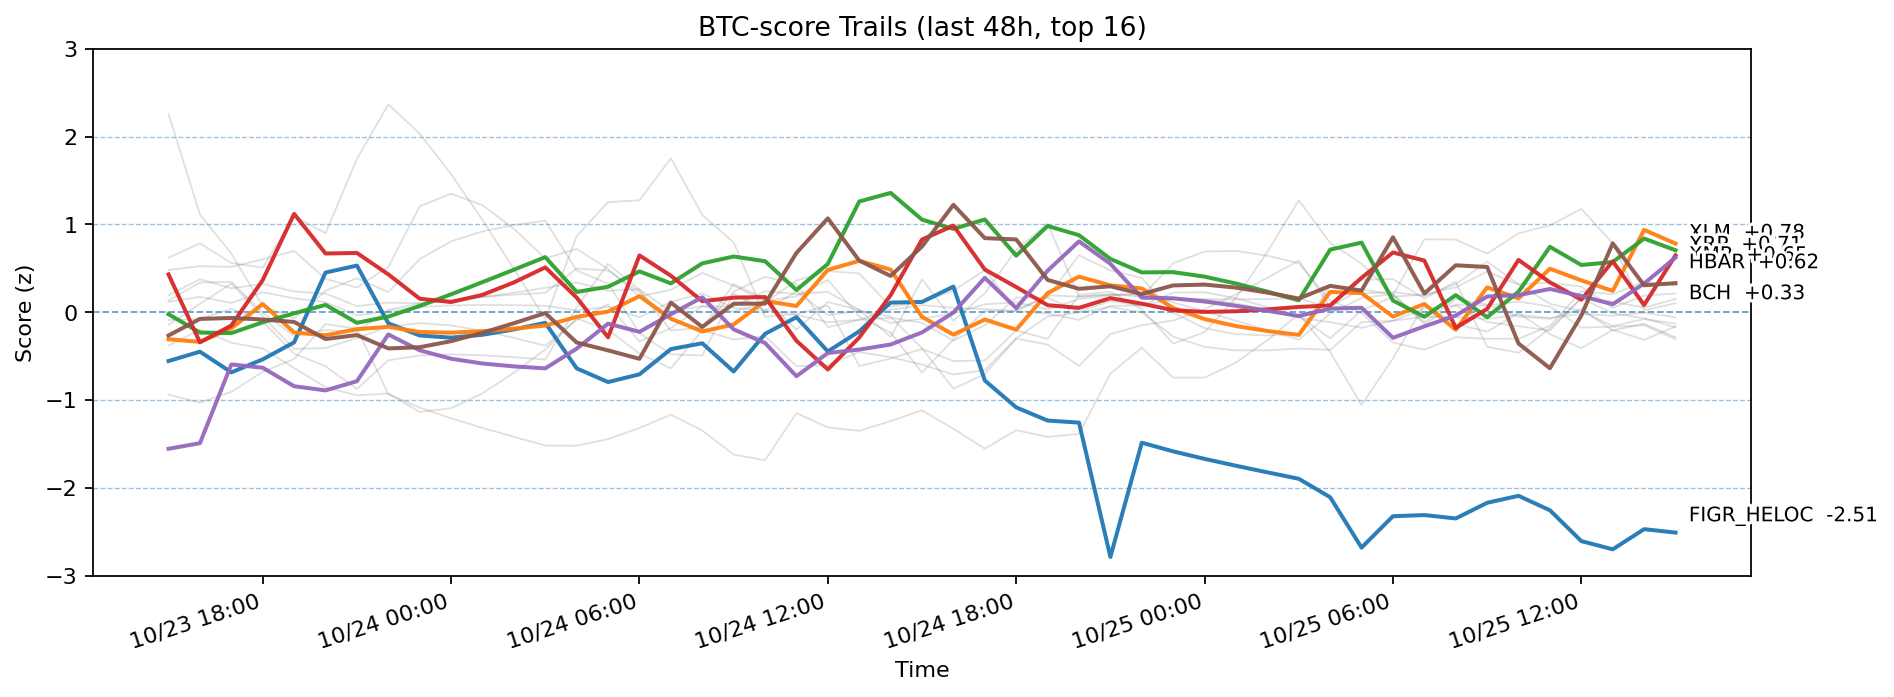 BTC-score Trails (last 48h, top 16)
Score (z)
3
2
1
0
−1
−2
−3
XLM +0.78
HBAR +0.62
BCH +0.33
FIGR_HELOC -2.51
10/23 18:00
10/24 00:00
10/24 06:00
10/24 12:00
10/24 18:00
10/25 00:00
10/25 06:00
10/25 12:00
Time